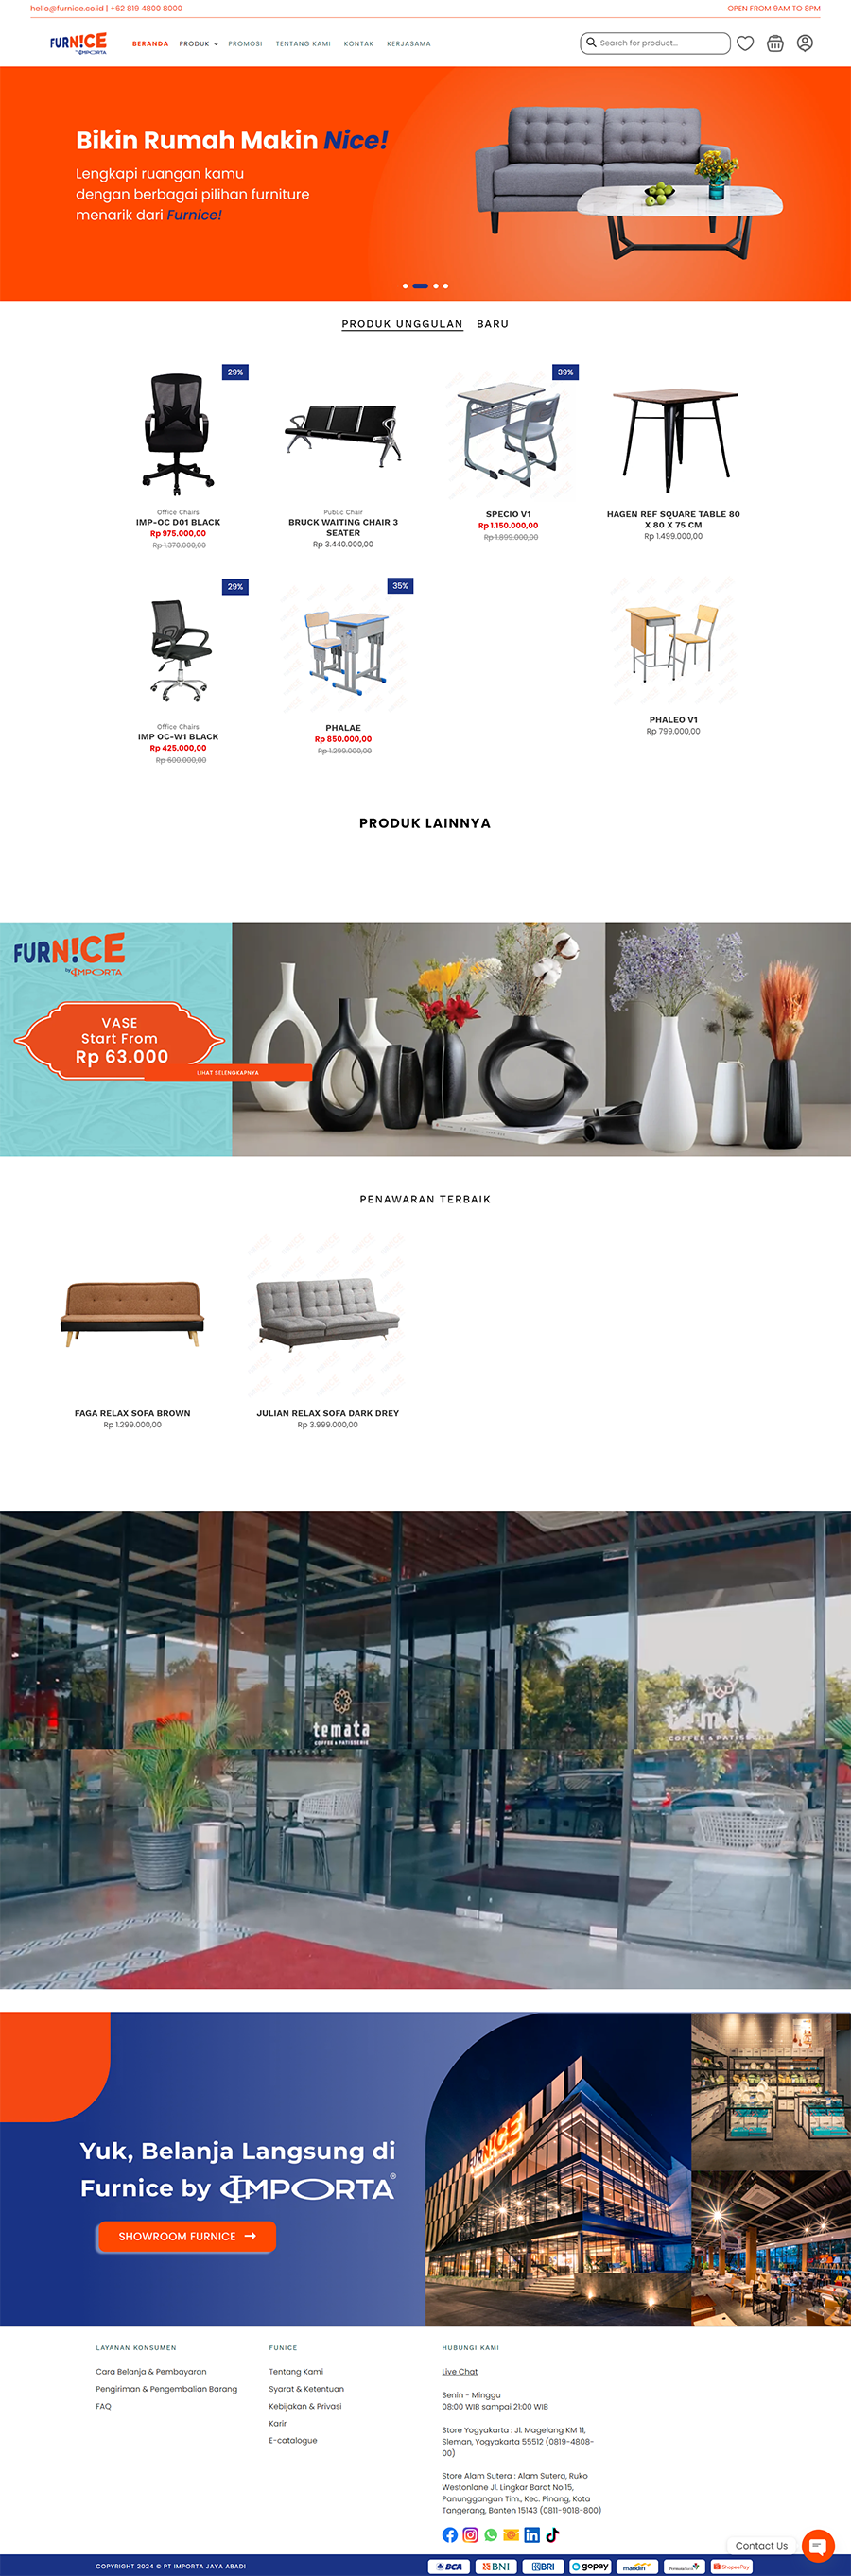 hello@furnice.co.id | +62 819 4800 8000
OPEN FROM 9AM TO 8PM
FURN!CE
by IMPORTA
BERANDA PRODUK PROMOSI TENTANG KAMI KONTAK KERJASAMA
Search for product...
Bikin Rumah Makin Nice!
Lengkapi ruangan kamu
dengan berbagai pilihan furniture
menarik dari Furnice!
PRODUK UNGGULAN BARU
29%
39%
Office Chairs
IMP-OC D01 BLACK
Rp 975.000,00
Rp 1.370.000,00
Public Chair
BRUCK WAITING CHAIR 3
SEATER
Rp 3.440.000,00
SPECIO V1
Rp 1.150.000,00
Rp 1.899.000,00
HAGEN REF SQUARE TABLE 80
X 80 X 75 CM
Rp 1.499.000,00
29%
35%
Office Chairs
IMP OC-W1 BLACK
Rp 425.000,00
Rp 600.000,00
PHALAE
Rp 850.000,00
Rp 1.299.000,00
PHALEO V1
Rp 799.000,00
PRODUK LAINNYA
FURN!CE
by IMPORTA
VASE
Start From
Rp 63.000
LIHAT SELENGKAPNYA
PENAWARAN TERBAIK
FAGA RELAX SOFA BROWN
Rp 1.299.000,00
JULIAN RELAX SOFA DARK DREY
Rp 3.999.000,00
temata
COFFEE & PATISSERIE
COFFEE & PATISSERIE
FURN!CE
Yuk, Belanja Langsung di
Furnice by IMPORTA®
SHOWROOM FURNICE →
LAYANAN KONSUMEN
Cara Belanja & Pembayaran
Pengiriman & Pengembalian Barang
FAQ
FUNICE
Tentang Kami
Syarat & Ketentuan
Kebijakan & Privasi
Karir
E-catalogue
HUBUNGI KAMI
Live Chat
Senin - Minggu
08:00 WIB sampai 21:00 WIB
Store Yogyakarta : Jl. Magelang KM 11,
Sleman, Yogyakarta 55512 (0819-4808-
00)
Store Alam Sutera : Alam Sutera, Ruko
Westonlane Jl. Lingkar Barat No.15,
Panunggangan Tim., Kec. Pinang, Kota
Tangerang, Banten 15143 (0811-9018-800)
Contact Us
COPYRIGHT 2024 © PT IMPORTA JAYA ABADI
BCA BNI BRI gopay mandiri PermataBank ShopeePay